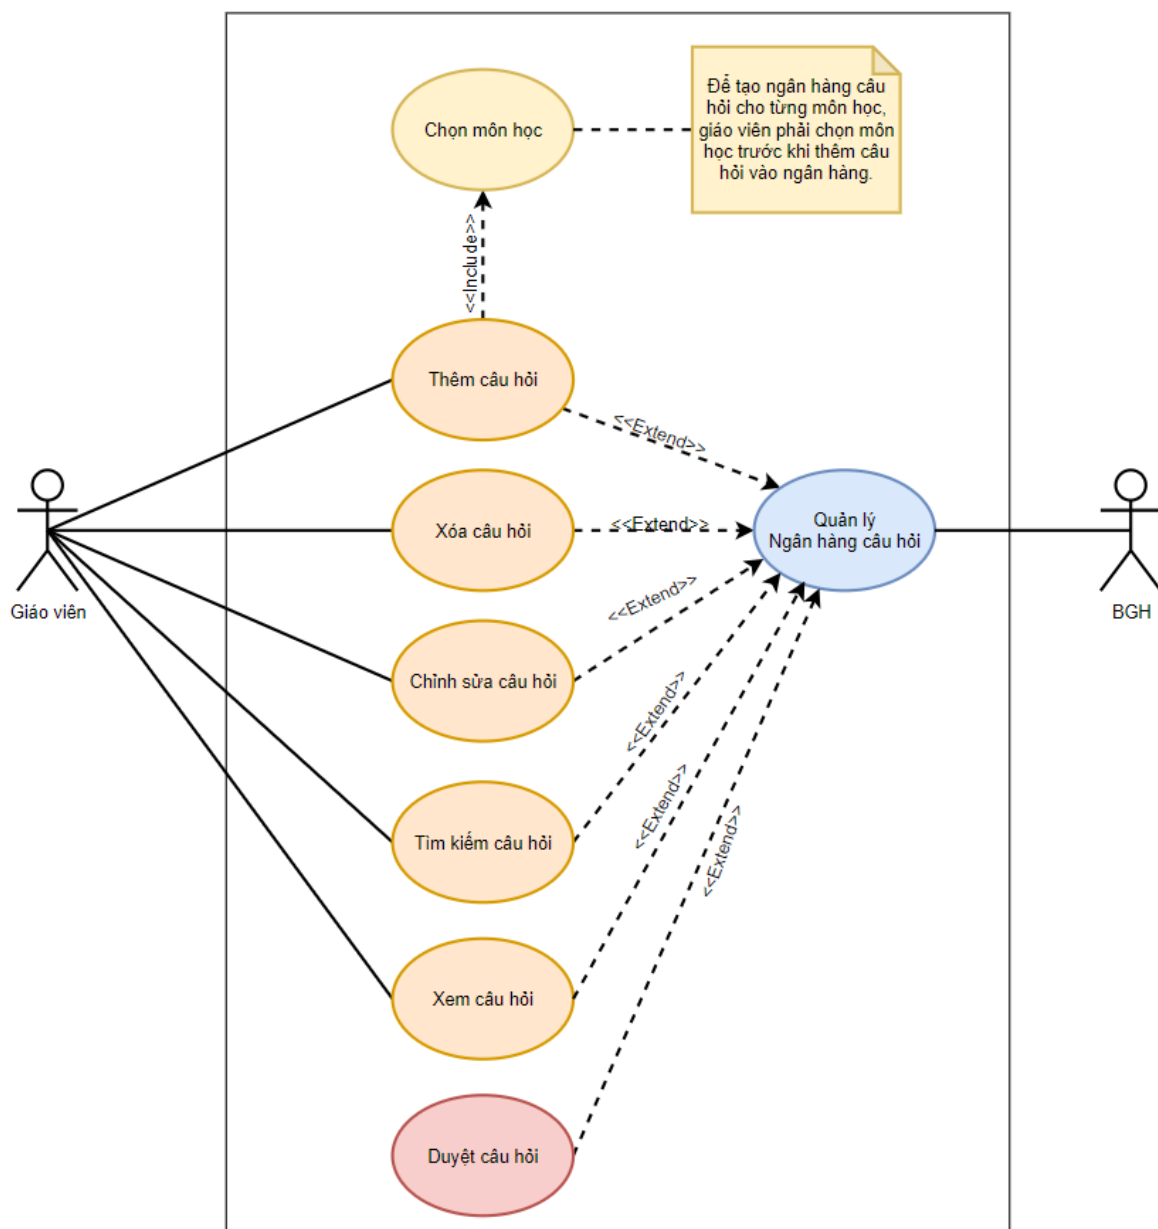 Chọn môn học
Để tạo ngân hàng câu
hỏi cho từng môn học,
giáo viên phải chọn môn
học trước khi thêm câu
hỏi vào ngân hàng.
<<Include>>
Thêm câu hỏi
<<Extend>>
Xóa câu hỏi
<<Extend>>
Quản lý
Ngân hàng câu hỏi
Giáo viên
BGH
<<Extend>>
Chỉnh sửa câu hỏi
<<Extend>>
Tìm kiếm câu hỏi
<<Extend>>
<<Extend>>
Xem câu hỏi
Duyệt câu hỏi